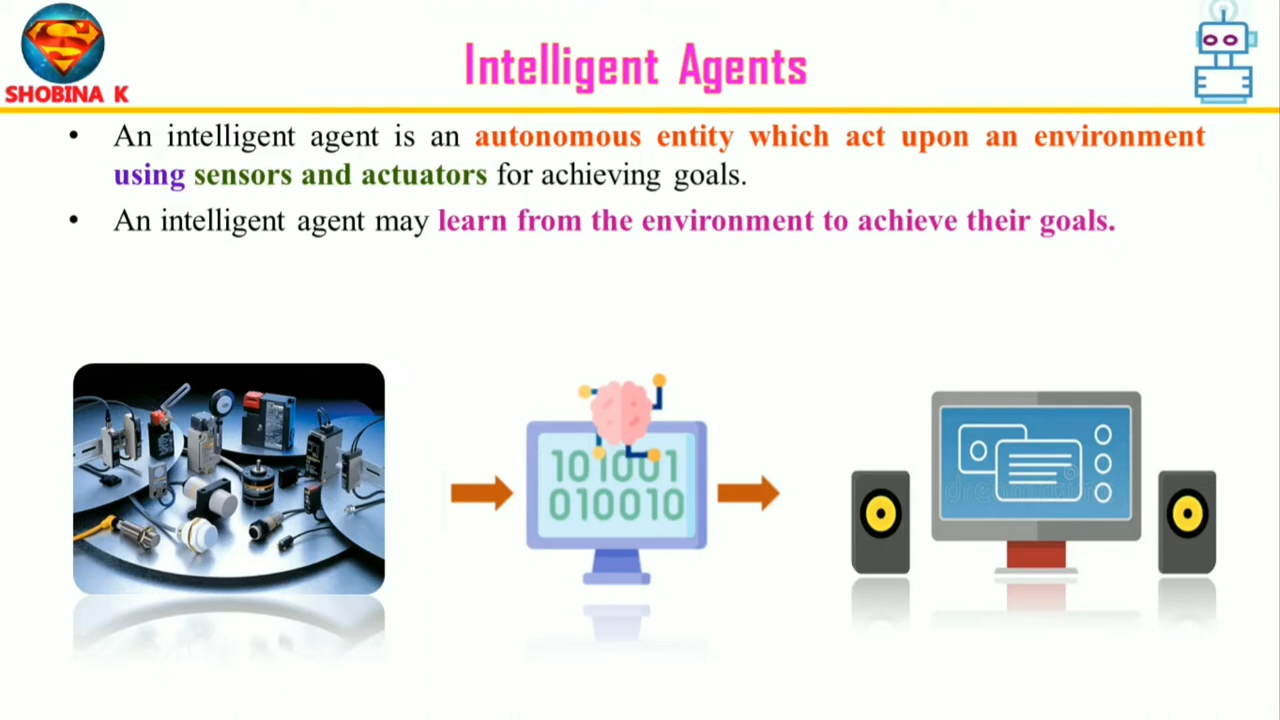 SHOBINA K
Intelligent Agents
• An intelligent agent is an autonomous entity which act upon an environment
using sensors and actuators for achieving goals.
• An intelligent agent may learn from the environment to achieve their goals.
101001
010010